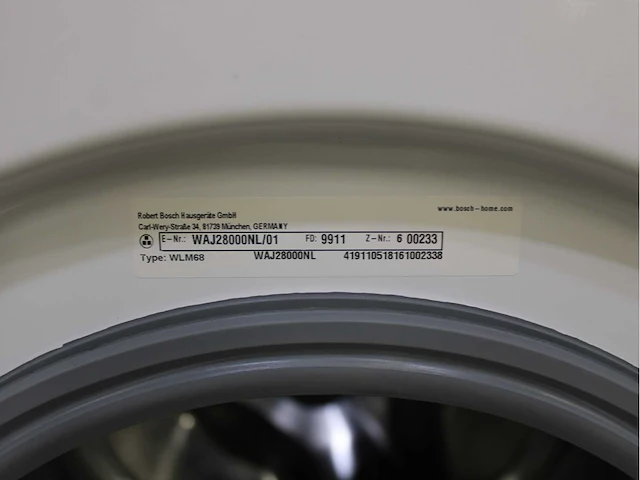 Robert Bosch Hausgeräte GmbH
www.bosch-home.com
Carl-Wery-Straße 34, 81739 München, GERMANY
E-Nr.: WAJ28000NL/01 FD: 9911 Z-Nr.: 6 00233
Type: WLM68 WAJ28000NL 419110518161002338